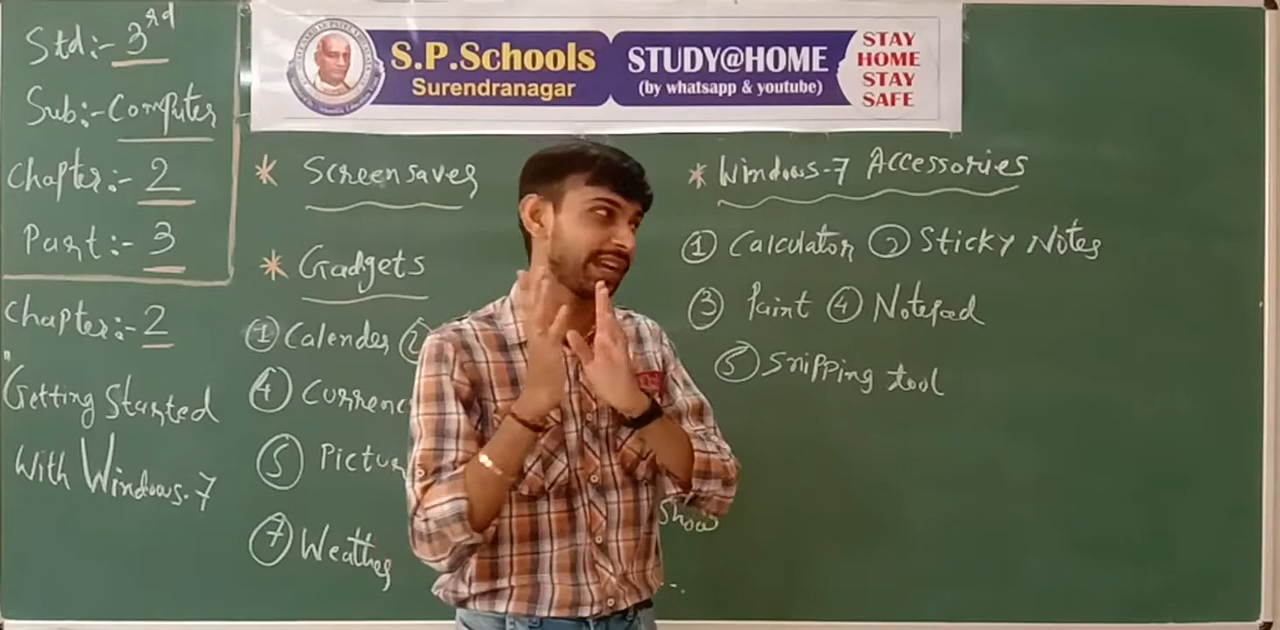 Std:- 3rd
Sub:- Computer
Chapter:- 2
Part:- 3
Chapter:- 2
"Getting Started
With Windows-7
S.P.Schools
Surendranagar
STUDY@HOME
(by whatsapp & youtube)
STAY
HOME
STAY
SAFE
* Screensaver
* Gadgets
① Calender ②
④ Currenc
⑤ Pictur
⑦ Weather
Show
* Windows-7 Accessories
① Calculator ② Sticky Notes
③ Paint ④ Notepad
⑤ Snipping tool